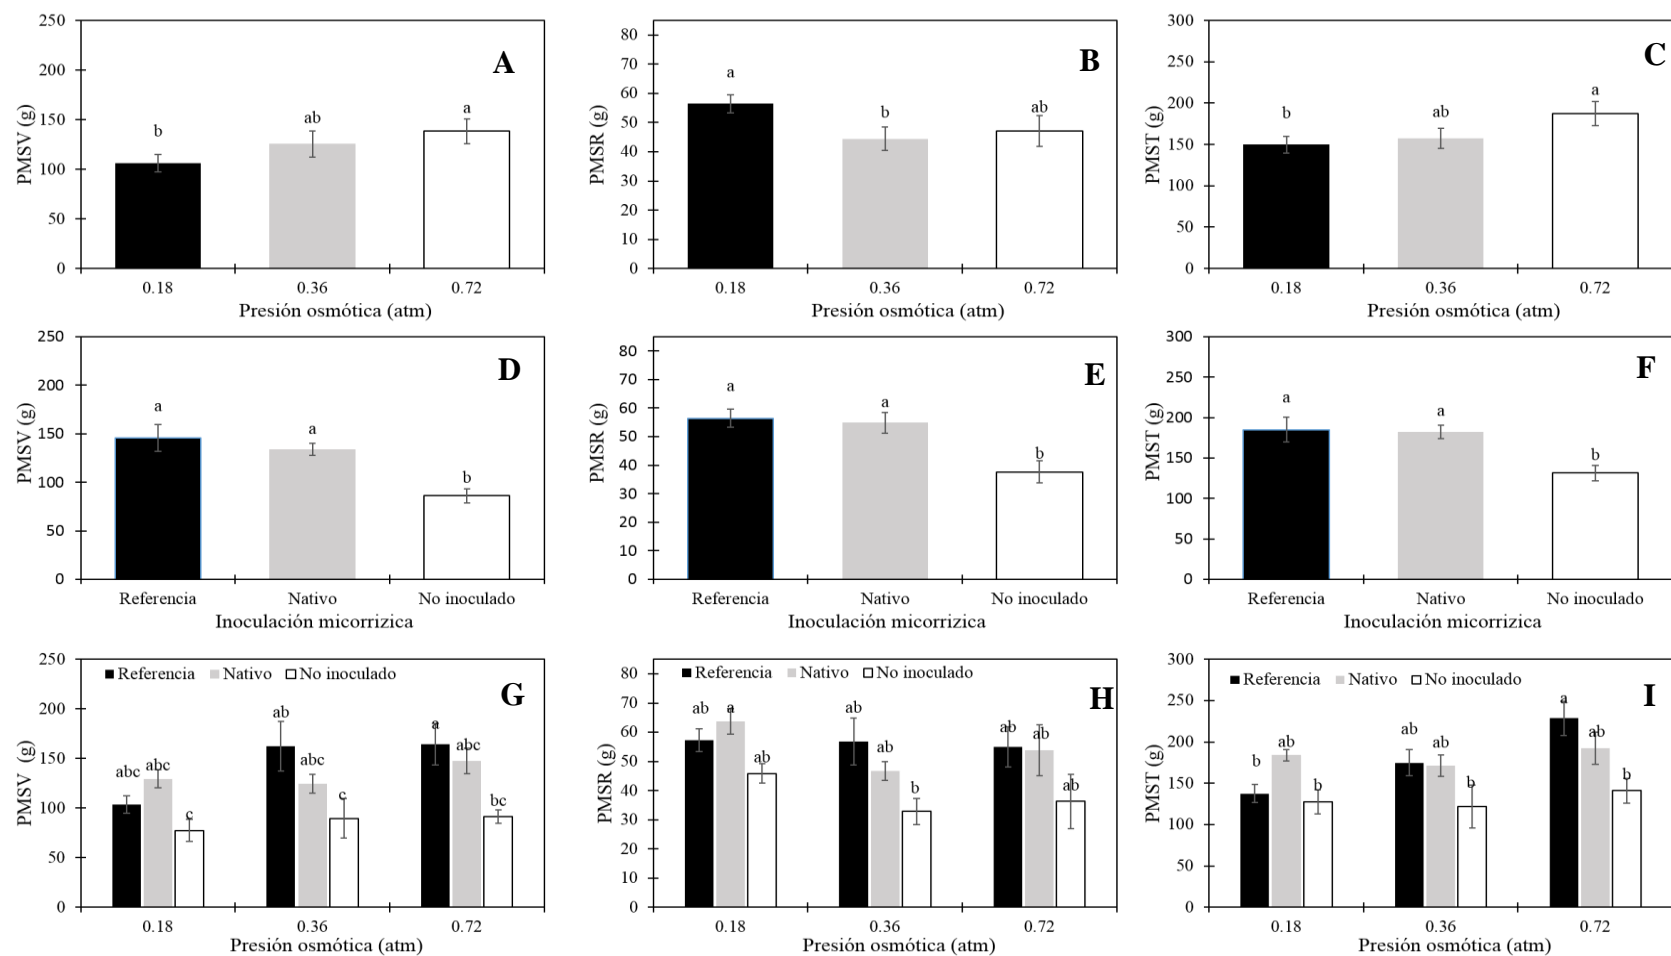 A
PMSV (g)
250
200
150
100
50
0
b
ab
a
0.18 0.36 0.72
Presión osmótica (atm)
B
PMSR (g)
80
70
60
50
40
30
20
10
0
a
b
ab
0.18 0.36 0.72
Presión osmótica (atm)
C
PMST (g)
300
250
200
150
100
50
0
b
ab
a
0.18 0.36 0.72
Presión osmótica (atm)
D
PMSV (g)
250
200
150
100
50
0
a
a
b
Referencia Nativo No inoculado
Inoculación micorrizica
E
PMSR (g)
80
70
60
50
40
30
20
10
0
a
a
b
Referencia Nativo No inoculado
Inoculación micorrizica
F
PMST (g)
300
250
200
150
100
50
0
a
a
b
Referencia Nativo No inoculado
Inoculación micorrizica
Referencia Nativo No inoculado
G
PMSV (g)
250
200
150
100
50
0
abc abc c
ab abc c
a abc bc
0.18 0.36 0.72
Presión osmótica (atm)
Referencia Nativo No inoculado
H
PMSR (g)
80
70
60
50
40
30
20
10
0
ab a ab
ab ab b
ab ab ab
0.18 0.36 0.72
Presión osmótica (atm)
Referencia Nativo No inoculado
I
PMST (g)
300
250
200
150
100
50
0
b ab b
ab ab b
a ab b
0.18 0.36 0.72
Presión osmótica (atm)